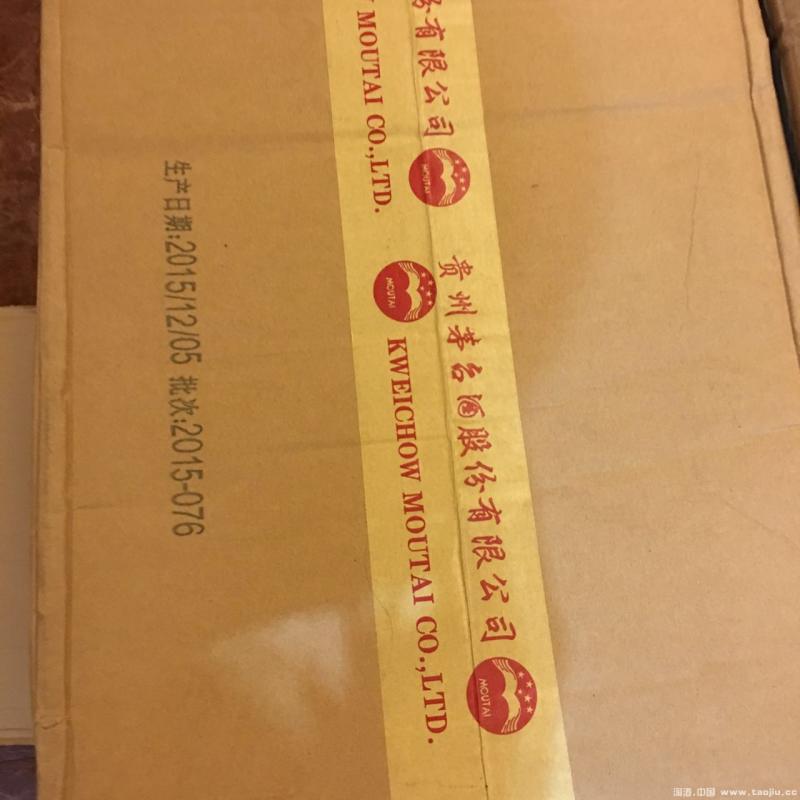 份有限公司
MOUTAI CO.,LTD.
MOUTAI
贵州茅台酒股份有限公司
MOUTAI
KWEICHOW MOUTAI CO.,LTD.
MOUTAI
生产日期:2015/12/05 批次:2015-076
淘酒.中国 www.taojiu.cc